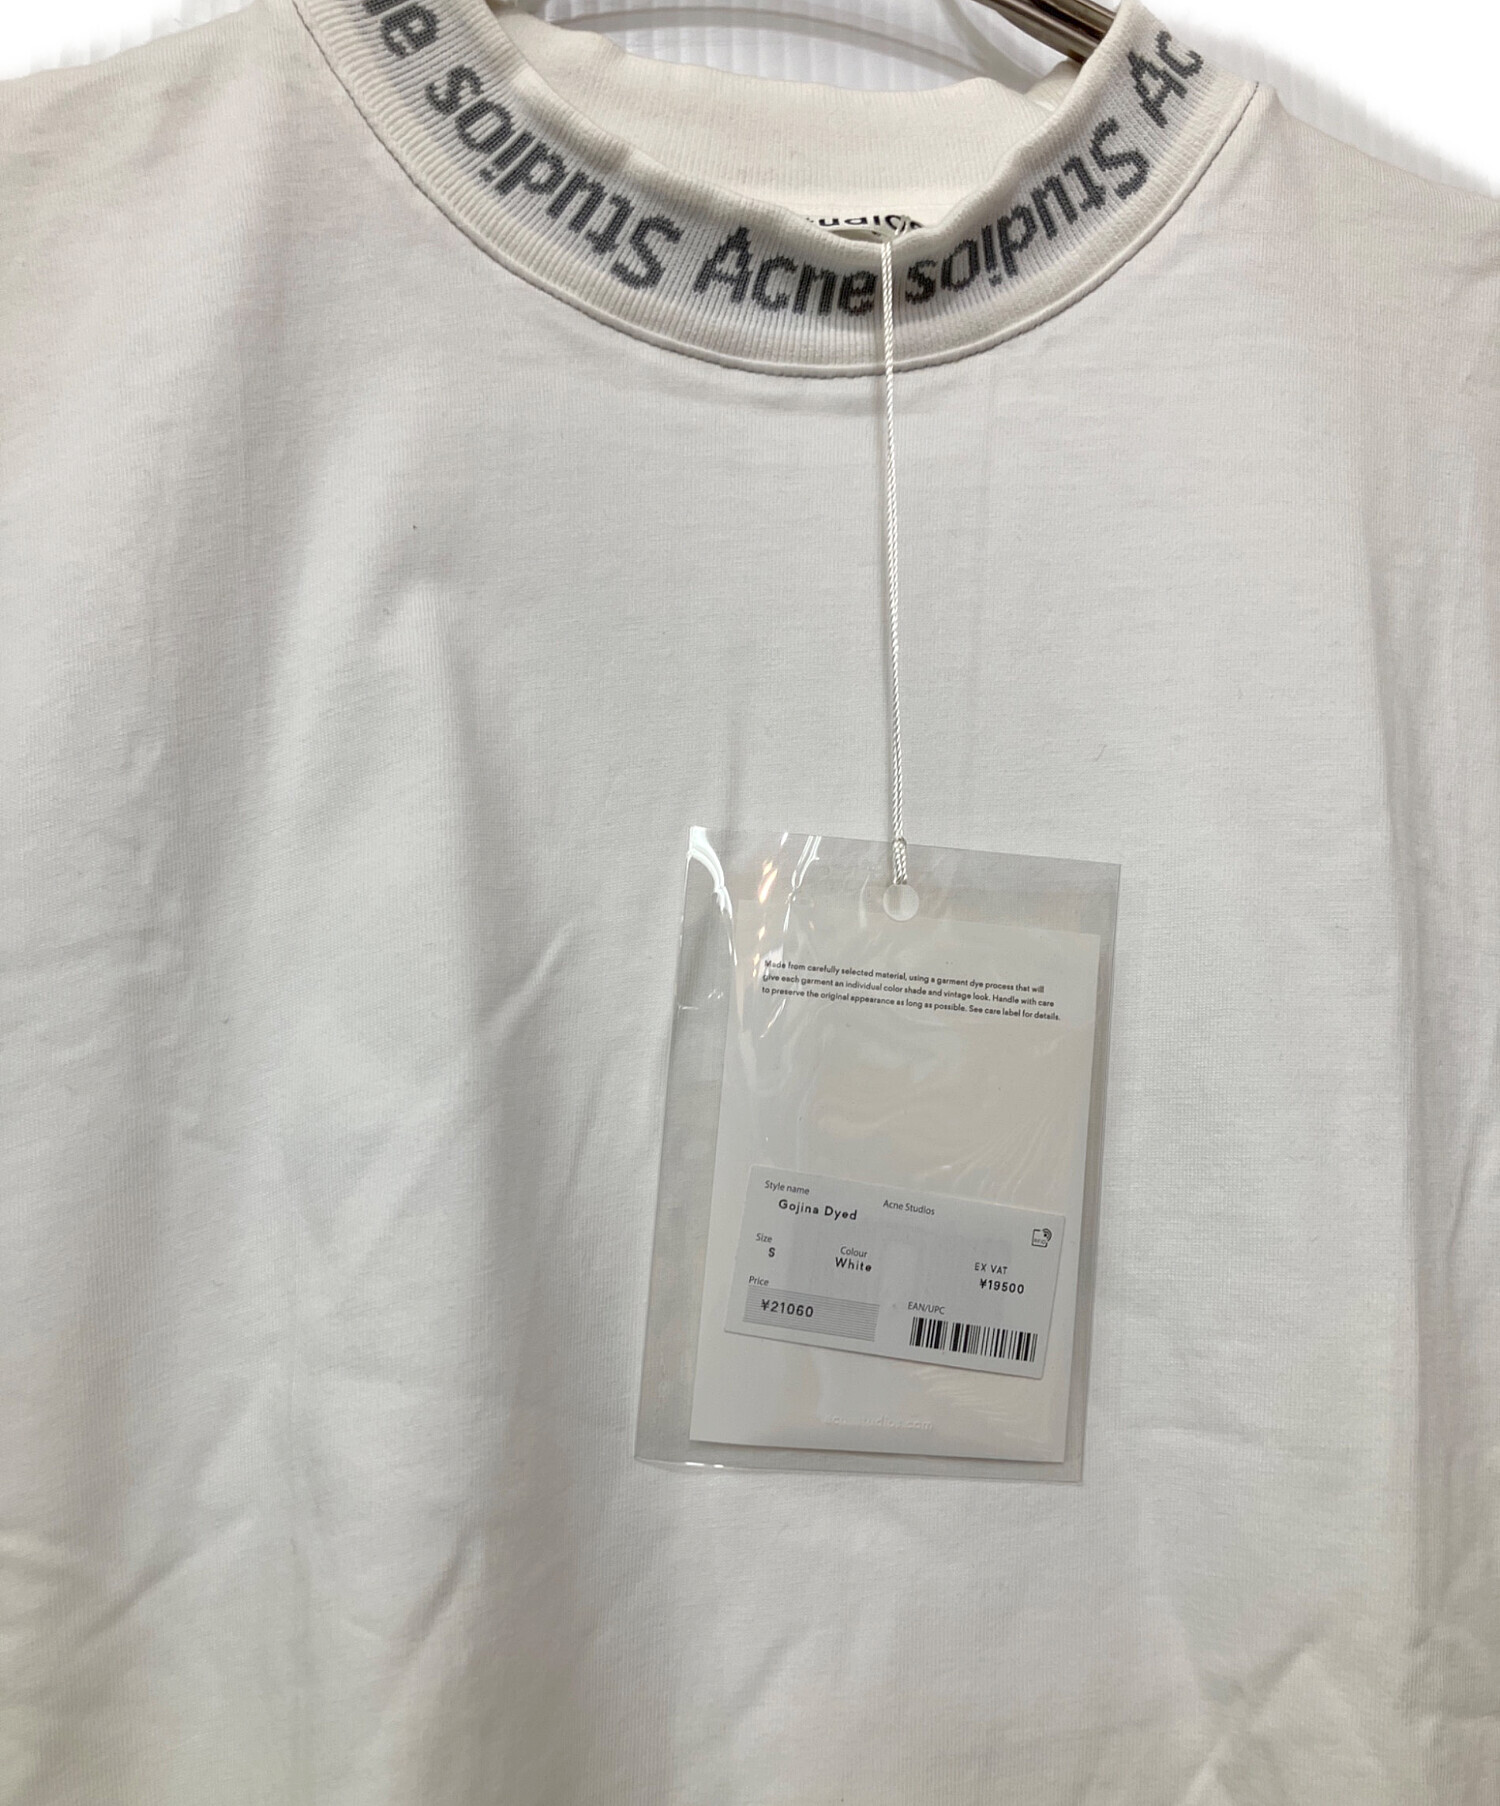 Studios Acne Studios Ac
Made from carefully selected material, using a garment dye process that will
give each garment an individual color shade and vintage look. Handle with care
to preserve the original appearance as long as possible. See care label for details.
Style name
Gojina Dyed
Acne Studios
RFID
Size
S
Colour
White
EX VAT
¥19500
Price
¥21060
EAN/UPC